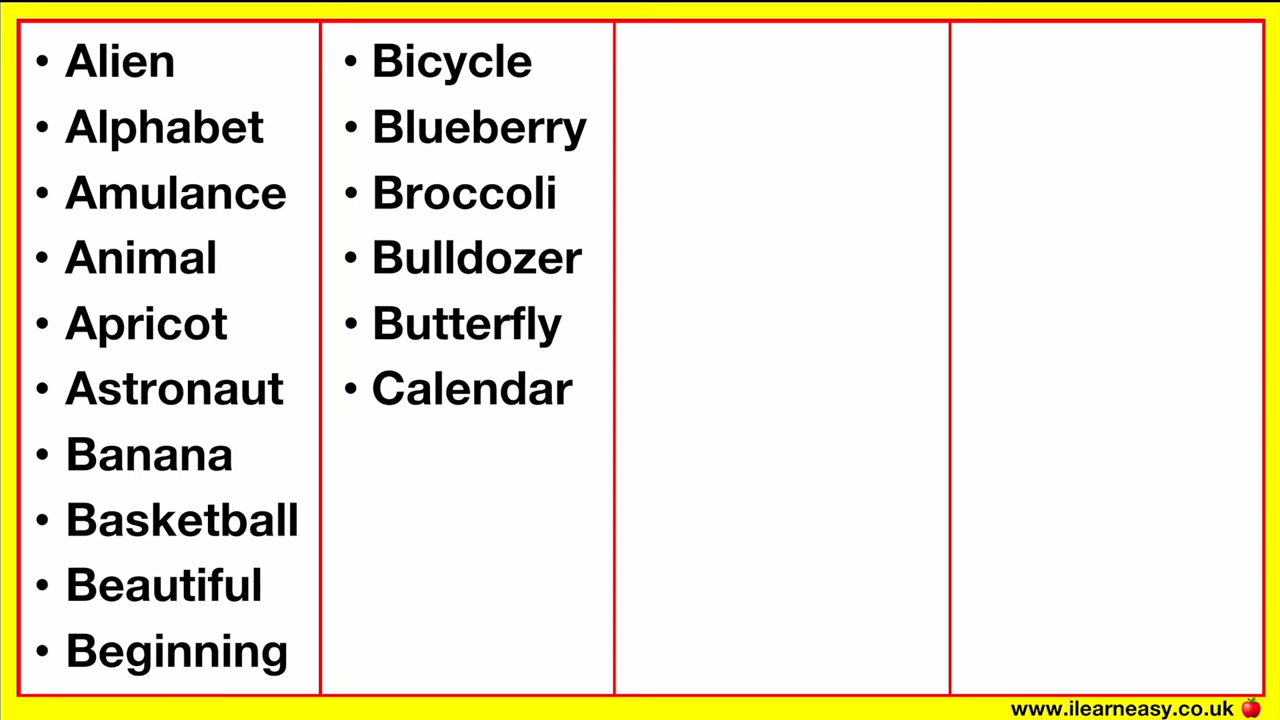 • Alien
• Alphabet
• Amulance
• Animal
• Apricot
• Astronaut
• Banana
• Basketball
• Beautiful
• Beginning
• Bicycle
• Blueberry
• Broccoli
• Bulldozer
• Butterfly
• Calendar
www.ilearneasy.co.uk